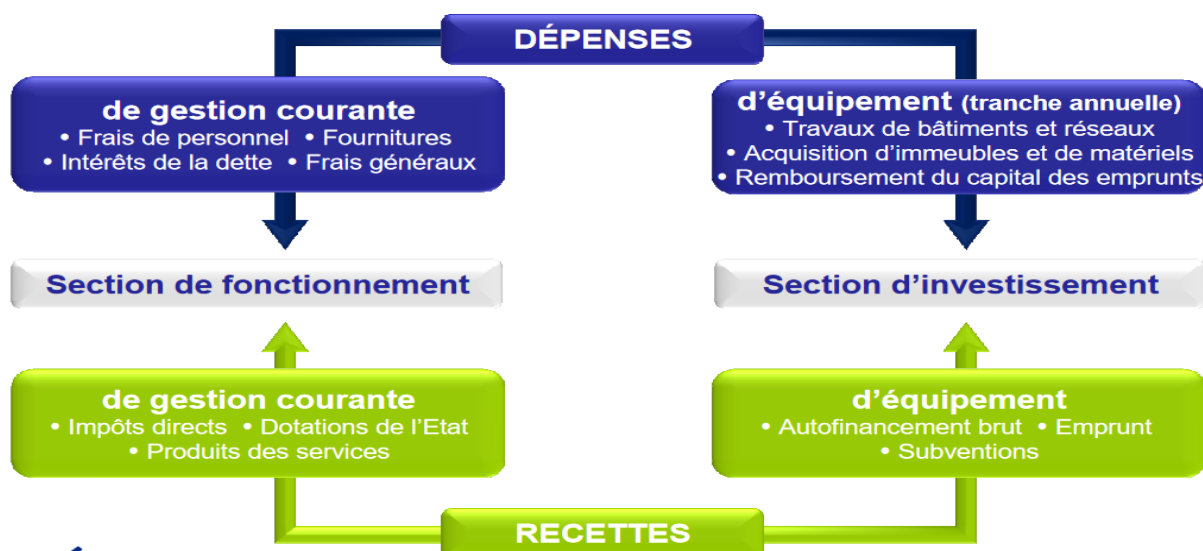 DÉPENSES
de gestion courante
• Frais de personnel • Fournitures
• Intérêts de la dette • Frais généraux
d'équipement (tranche annuelle)
• Travaux de bâtiments et réseaux
• Acquisition d'immeubles et de matériels
• Remboursement du capital des emprunts
Section de fonctionnement
Section d'investissement
de gestion courante
• Impôts directs • Dotations de l'Etat
• Produits des services
d'équipement
• Autofinancement brut • Emprunt
• Subventions
RECETTES